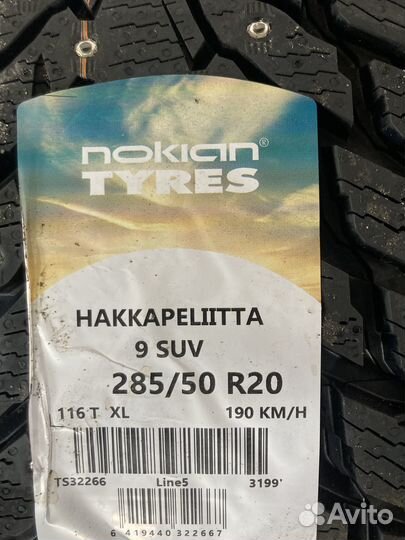 nokian®
TYRES
HAKKAPELIITTA
9 SUV
285/50 R20
116 T XL 190 KM/H
TS32266 Line5 3199'
6 419440 322667
Avito